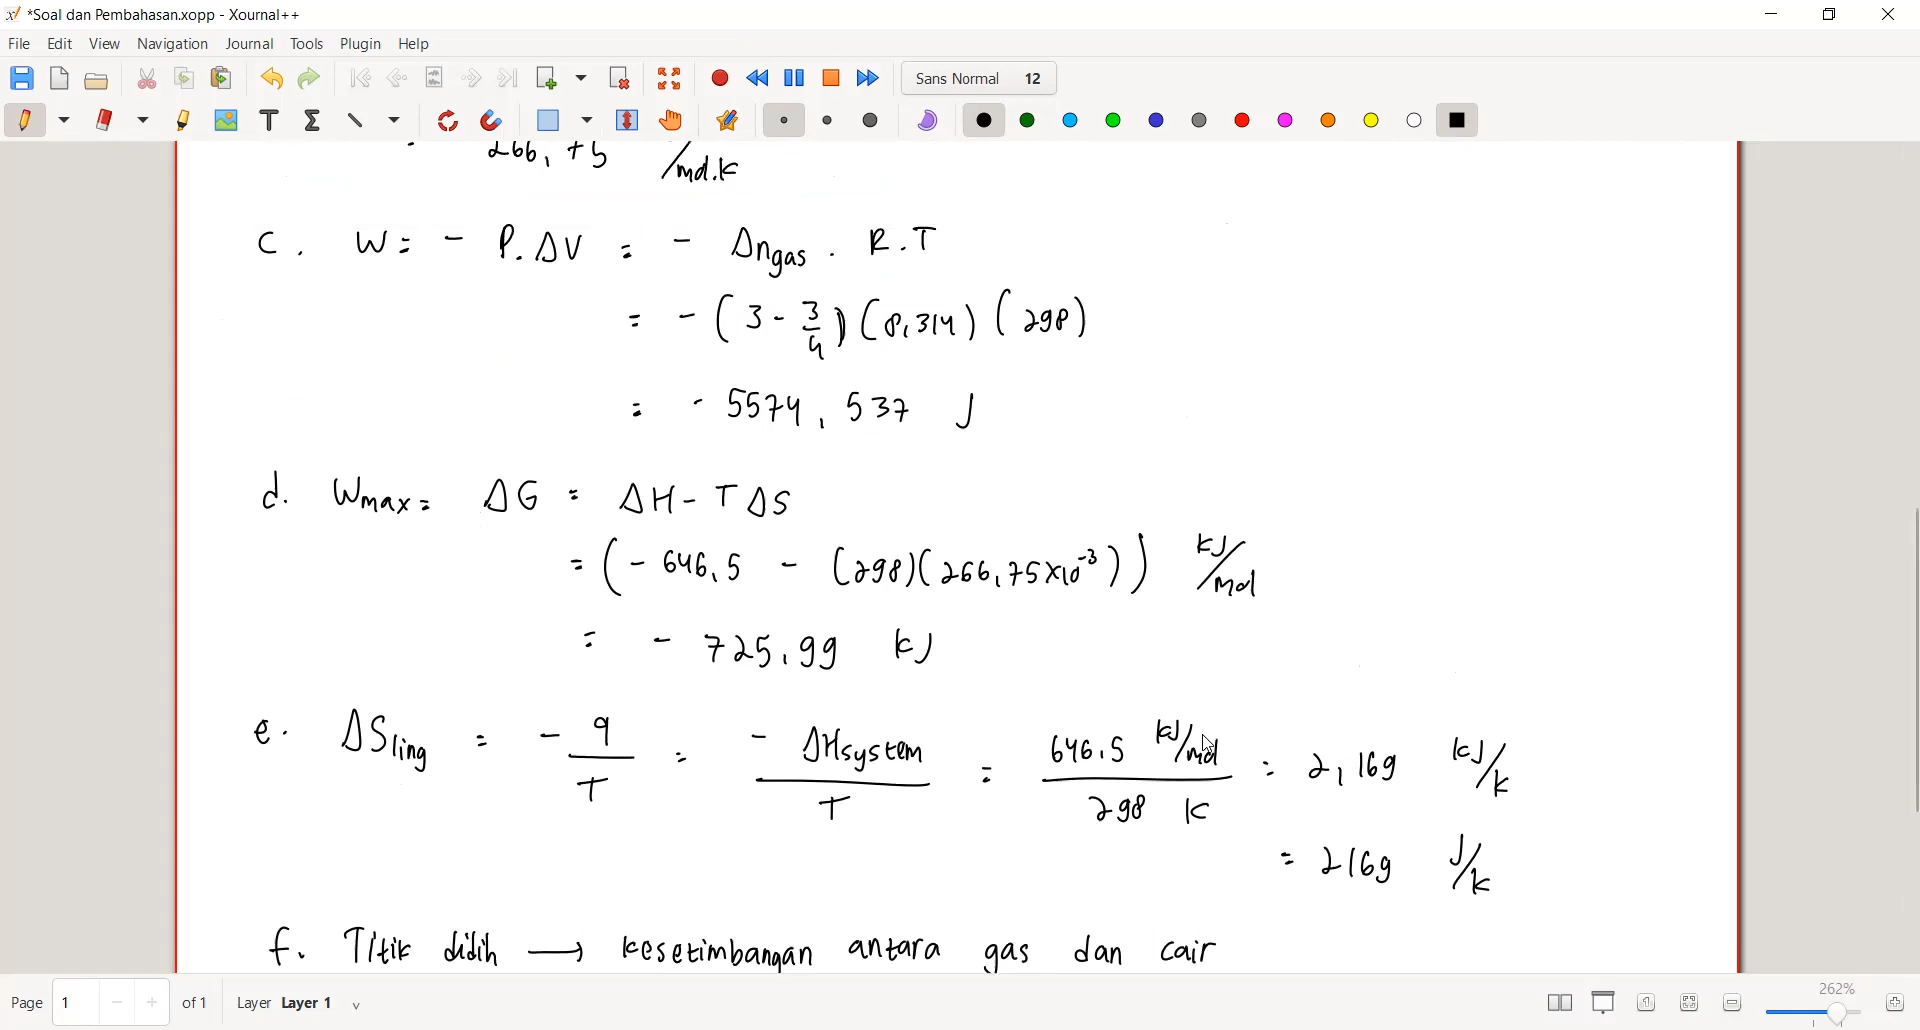 *Soal dan Pembahasan.xopp - Xournal++
File Edit View Navigation Journal Tools Plugin Help
Sans Normal 12
= 266,75 /mol.K
c. W = - P.ΔV = - Δngas . R.T
= - (3 - 3/4) (8,314) (298)
= - 5574,537 J
d. Wmax = ΔG = ΔH - TΔS
= (- 646,5 - (298)(266,75x10⁻³)) kJ/mol
= - 725,99 kJ
e. ΔSling = - q/T = - ΔHsystem/T = 646,5 kJ/mol / 298 K = 2,169 kJ/K
= 2169 J/K
f. Titik didih → kesetimbangan antara gas dan cair
Page 1 of 1 Layer Layer 1 262%